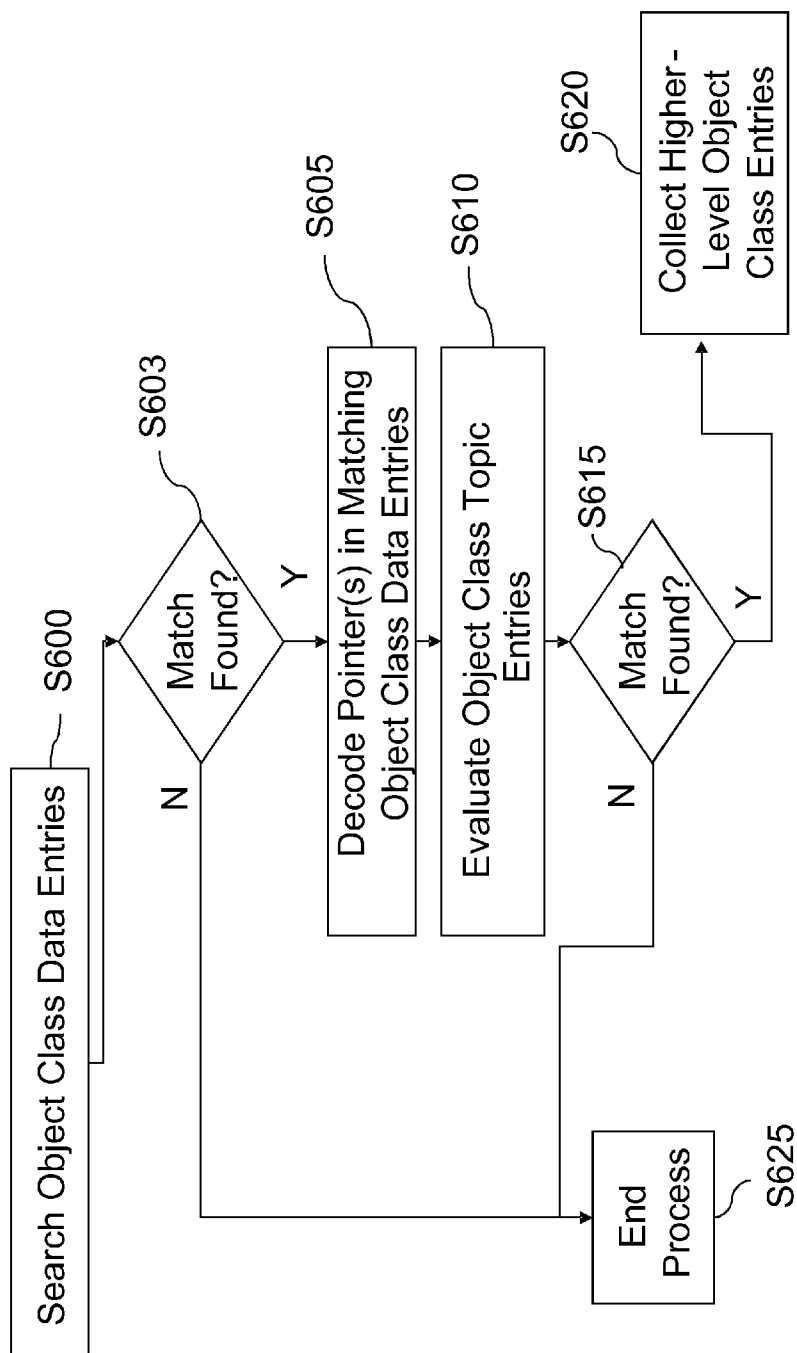 Search Object Class Data Entries
S600
S603
Match
Found?
N
Y
S605
Decode Pointer(s) in Matching
Object Class Data Entries
S610
Evaluate Object Class Topic
Entries
S615
Match
Found?
N
Y
S620
Collect Higher-
Level Object
Class Entries
End
Process
S625